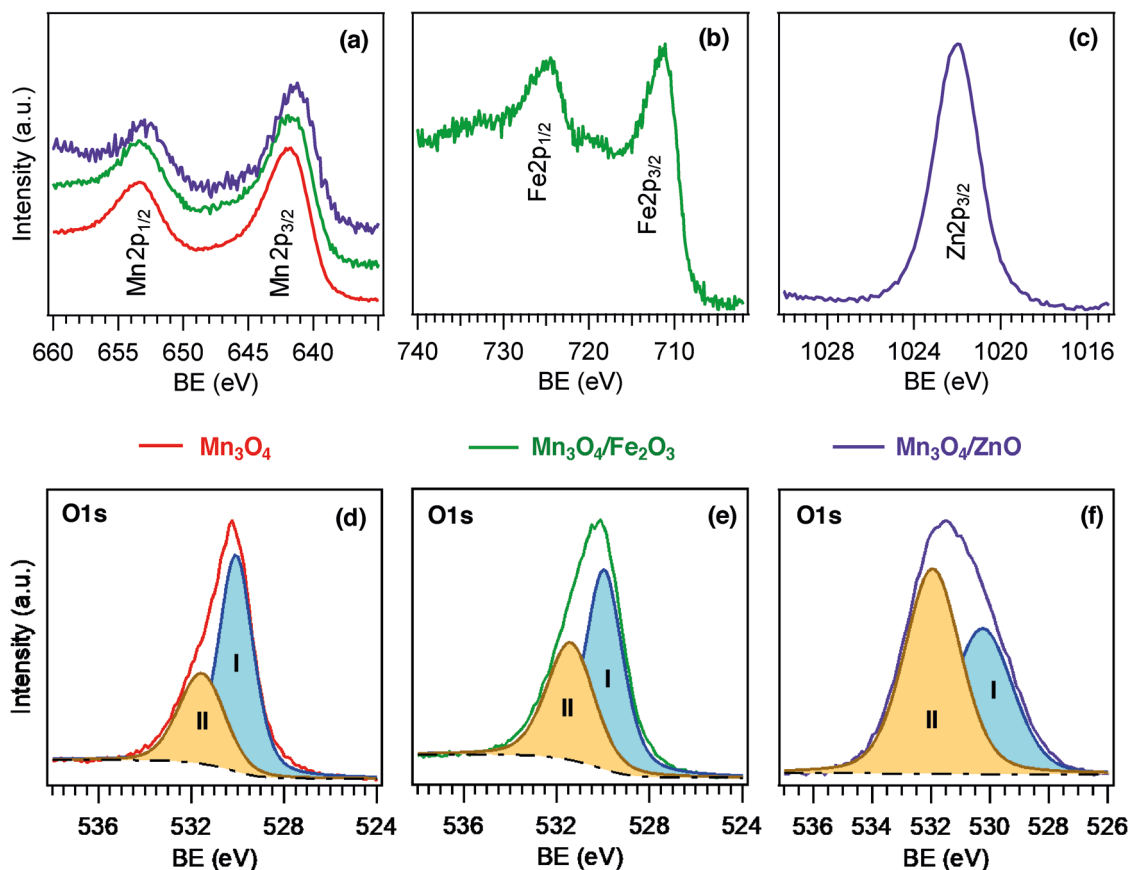 (a)
Intensity (a.u.)
Mn 2p1/2
Mn 2p3/2
660 655 650 645 640
BE (eV)
(b)
Fe2p1/2
Fe2p3/2
740 730 720 710
BE (eV)
(c)
Zn2p3/2
1028 1024 1020 1016
BE (eV)
Mn3O4
Mn3O4/Fe2O3
Mn3O4/ZnO
O1s (d)
Intensity (a.u.)
I
II
536 532 528 524
BE (eV)
O1s (e)
I
II
536 532 528 524
BE (eV)
O1s (f)
I
II
536 534 532 530 528 526
BE (eV)